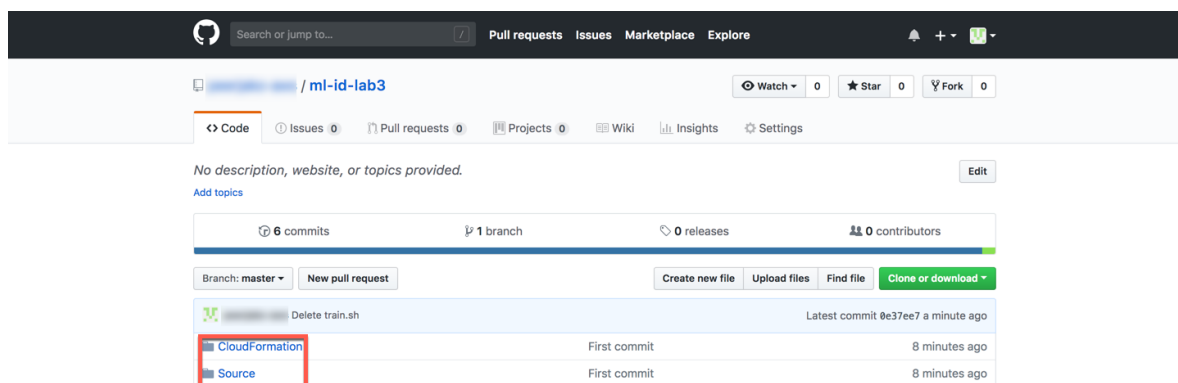 Search or jump to... / Pull requests Issues Marketplace Explore
/ ml-id-lab3 Watch 0 Star 0 Fork 0
<> Code Issues 0 Pull requests 0 Projects 0 Wiki Insights Settings
No description, website, or topics provided. Edit
Add topics
6 commits 1 branch 0 releases 0 contributors
Branch: master New pull request Create new file Upload files Find file Clone or download
Delete train.sh Latest commit 0e37ee7 a minute ago
CloudFormation First commit 8 minutes ago
Source First commit 8 minutes ago